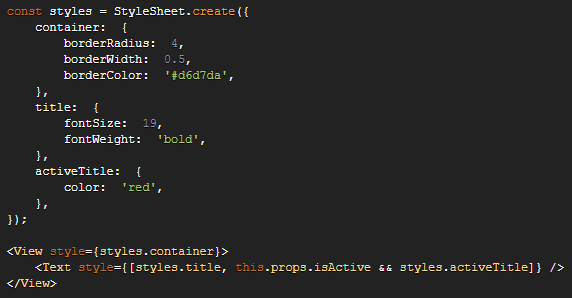 const styles = StyleSheet.create({
    container:  {
        borderRadius:  4,
        borderWidth:  0.5,
        borderColor:  '#d6d7da',
    },
    title:  {
        fontSize:  19,
        fontWeight:  'bold',
    },
    activeTitle:  {
        color:  'red',
    },
});

<View style={styles.container}>
    <Text style={[styles.title, this.props.isActive && styles.activeTitle]} />
</View>